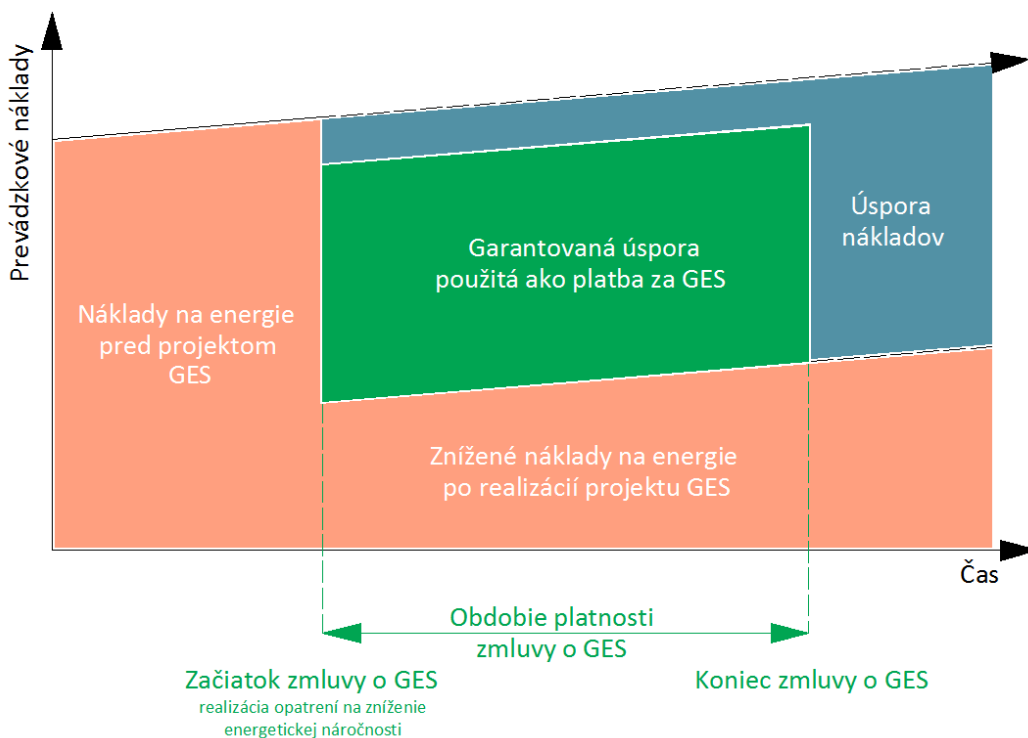 Prevádzkové náklady
Úspora
nákladov
Garantovaná úspora
použitá ako platba za GES
Náklady na energie
pred projektom
GES
Znížené náklady na energie
po realizácií projektu GES
Čas
Obdobie platnosti
zmluvy o GES
Začiatok zmluvy o GES
realizácia opatrení na zníženie
energetickej náročnosti
Koniec zmluvy o GES